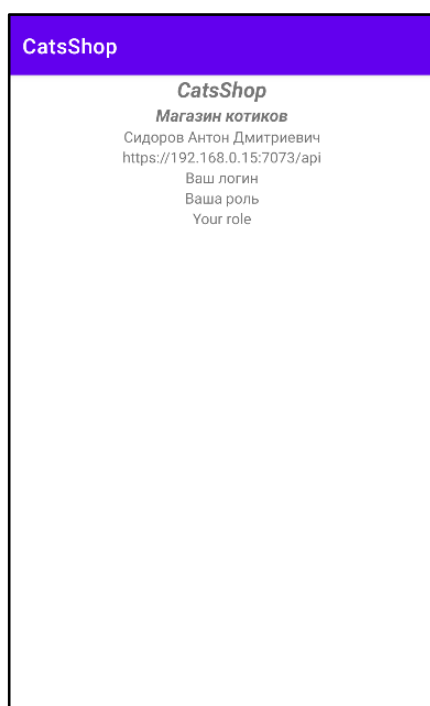 CatsShop
CatsShop
Магазин котиков
Сидоров Антон Дмитриевич
https://192.168.0.15:7073/api
Ваш логин
Ваша роль
Your role